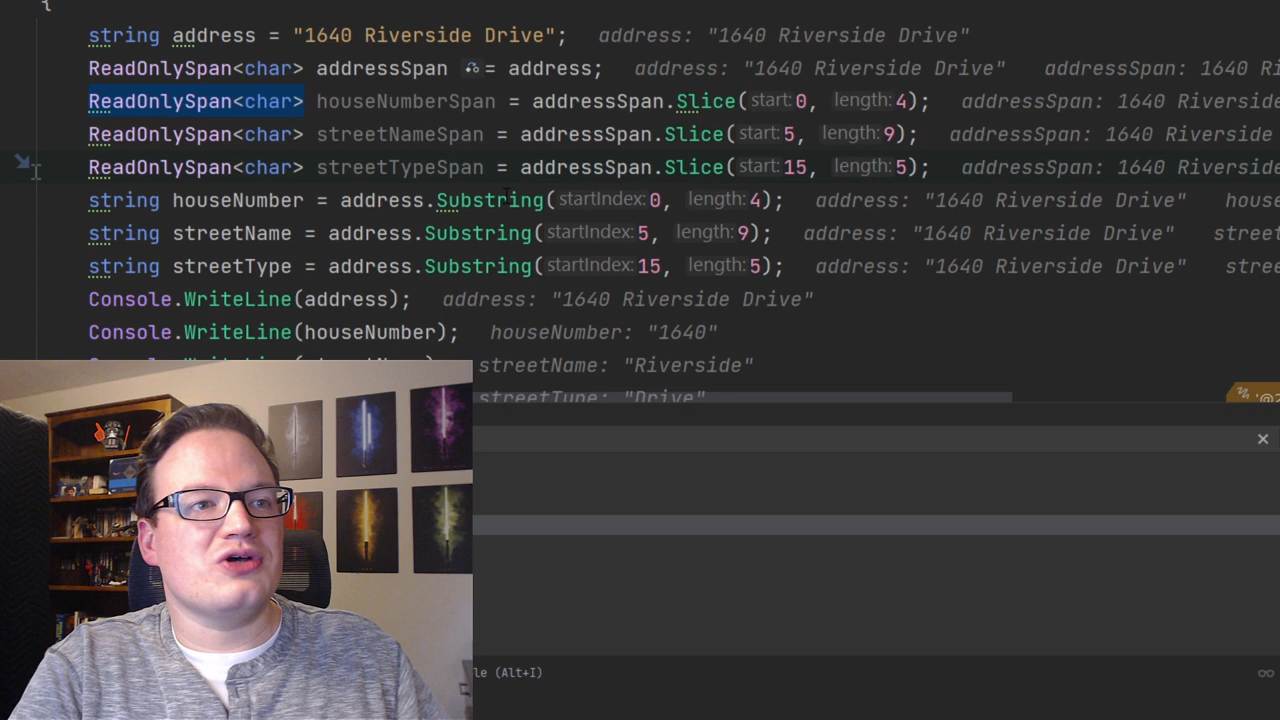 {
string address = "1640 Riverside Drive"; address: "1640 Riverside Drive"
ReadOnlySpan<char> addressSpan = address; address: "1640 Riverside Drive" addressSpan: 1640 Ri
ReadOnlySpan<char> houseNumberSpan = addressSpan.Slice(start: 0, length: 4); addressSpan: 1640 Riverside
ReadOnlySpan<char> streetNameSpan = addressSpan.Slice(start: 5, length: 9); addressSpan: 1640 Riverside
ReadOnlySpan<char> streetTypeSpan = addressSpan.Slice(start: 15, length: 5); addressSpan: 1640 Riverside
string houseNumber = address.Substring(startIndex: 0, length: 4); address: "1640 Riverside Drive" hous
string streetName = address.Substring(startIndex: 5, length: 9); address: "1640 Riverside Drive" stree
string streetType = address.Substring(startIndex: 15, length: 5); address: "1640 Riverside Drive" stree
Console.WriteLine(address); address: "1640 Riverside Drive"
Console.WriteLine(houseNumber); houseNumber: "1640"
streetName: "Riverside"
streetType: "Drive"
le (Alt+I)